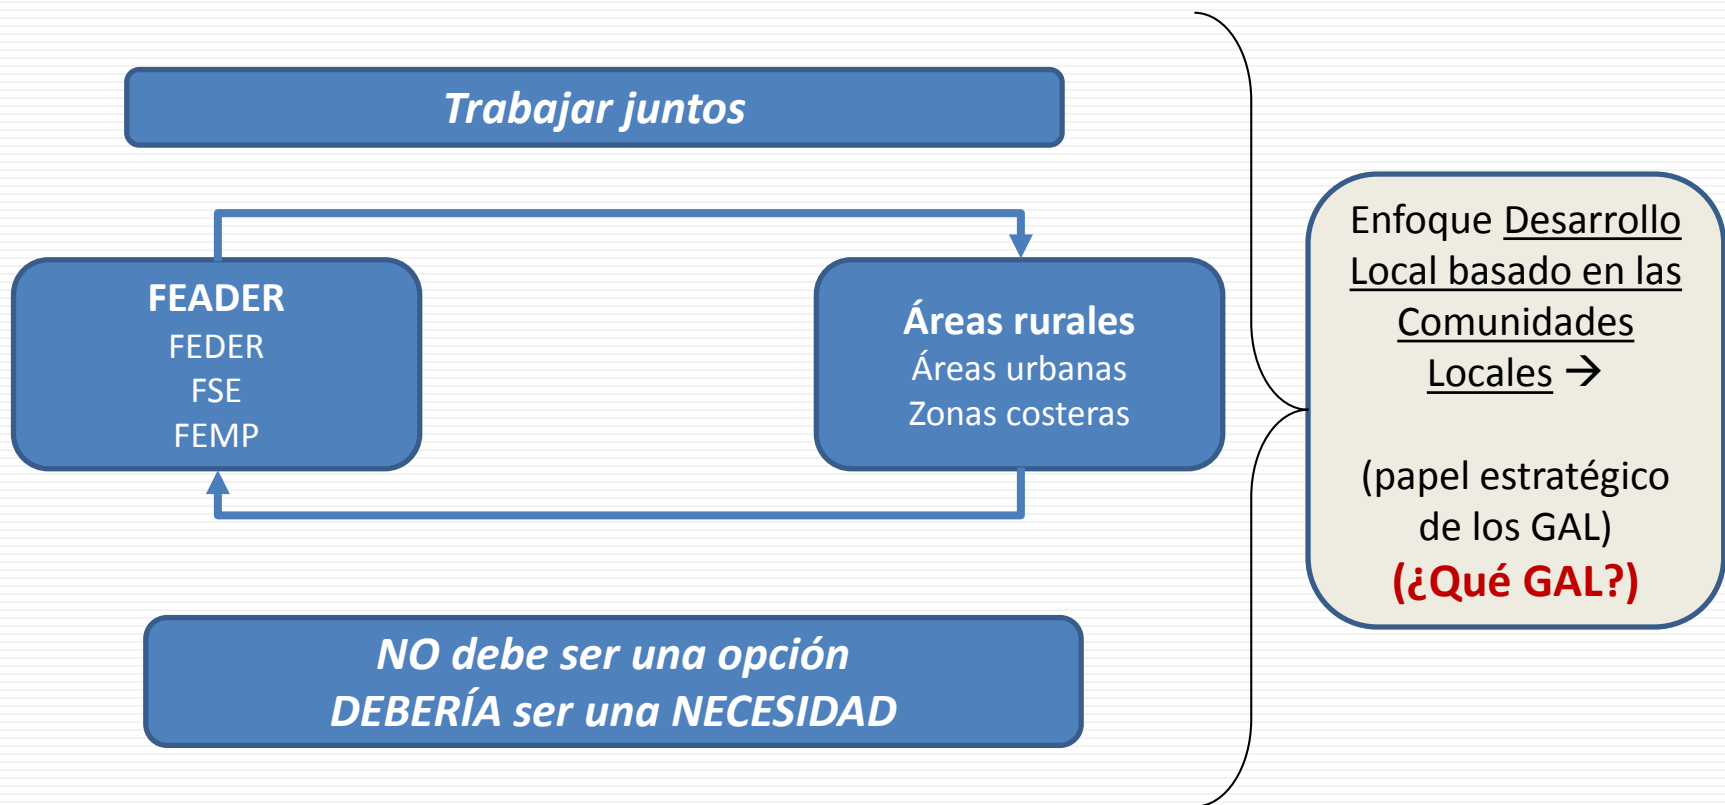 Trabajar juntos
FEADER
FEDER
FSE
FEMP
Áreas rurales
Áreas urbanas
Zonas costeras
NO debe ser una opción
DEBERÍA ser una NECESIDAD
Enfoque Desarrollo
Local basado en las
Comunidades
Locales →
(papel estratégico
de los GAL)
(¿Qué GAL?)